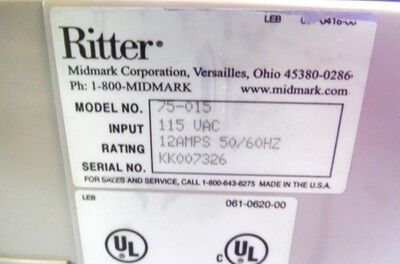 LEB
Ritter®
Midmark Corporation, Versailles, Ohio 45380-0286
Ph: 1-800-MIDMARK www.midmark.com
MODEL NO. 75-015
INPUT 115 VAC
RATING 12AMPS 50/60HZ
SERIAL NO. KK007326
FOR SALES AND SERVICE, CALL 1-800-643-6275 MADE IN THE U.S.A.
LEB 061-0620-00
UL ®
C UL ®